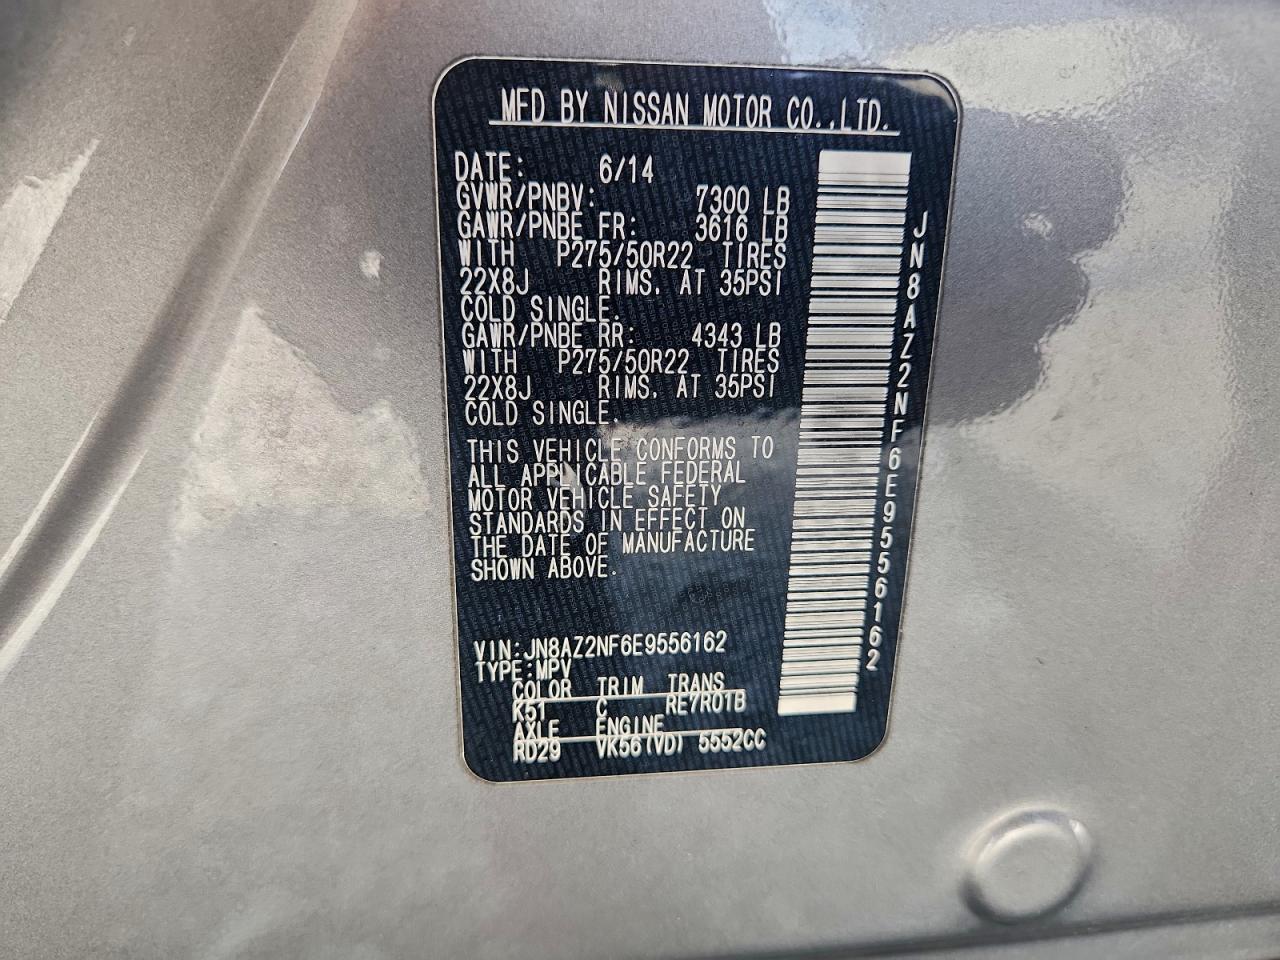 MFD BY NISSAN MOTOR CO.,LTD.
DATE: 6/14
GVWR/PNBV: 7300 LB
GAWR/PNBE FR: 3616 LB
WITH P275/50R22 TIRES
22X8J RIMS, AT 35PSI
COLD SINGLE.
GAWR/PNBE RR: 4343 LB
WITH P275/50R22 TIRES
22X8J RIMS, AT 35PSI
COLD SINGLE.
THIS VEHICLE CONFORMS TO
ALL APPLICABLE FEDERAL
MOTOR VEHICLE SAFETY
STANDARDS IN EFFECT ON
THE DATE OF MANUFACTURE
SHOWN ABOVE.
VIN:JN8AZ2NF6E9556162
TYPE:MPV
COLOR TRIM TRANS
K51 C RE7R01B
AXLE ENGINE
RD29 VK56(VD) 5552CC
JN8AZ2NF6E9556162